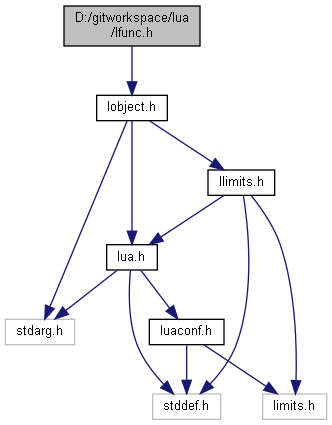 D:/gitworkspace/lua
/lfunc.h
lobject.h
llimits.h
lua.h
stdarg.h
luaconf.h
stddef.h
limits.h